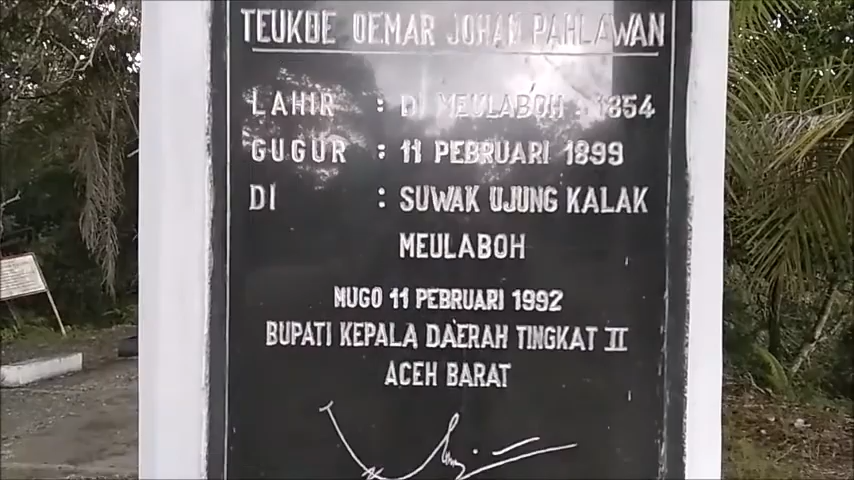 TEUKOE OEMAR JOHAN PAHLAWAN
LAHIR : DI MEULABOH . 1854
GUGUR : 11 PEBRUARI 1899
DI : SUWAK UJUNG KALAK
MEULABOH
MUGO 11 PEBRUARI 1992
BUPATI KEPALA DAERAH TINGKAT II
ACEH BARAT